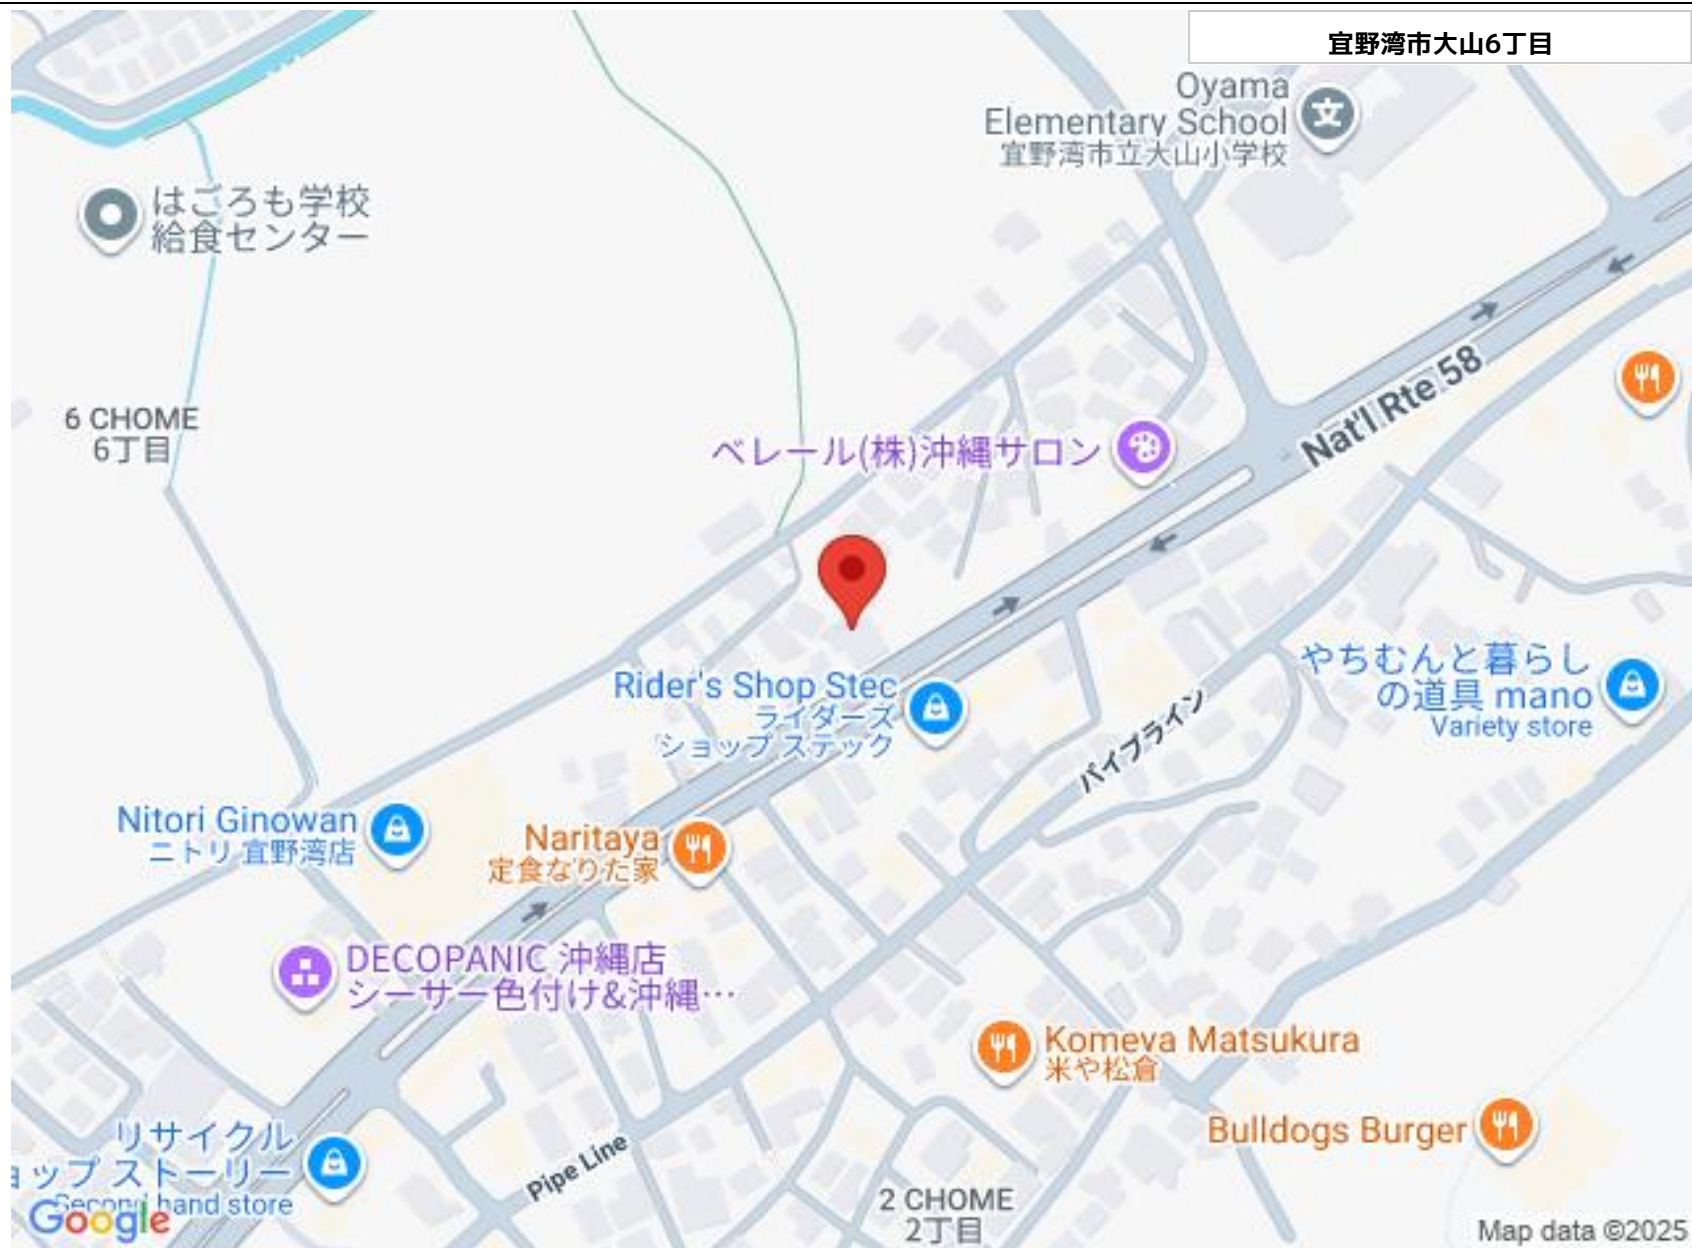 宜野湾市大山6丁目
Oyama
Elementary School
宜野湾市立大山小学校
はごろも学校
給食センター
6 CHOME
6丁目
Nat'l Rte 58
ベレール(株)沖縄サロン
Rider's Shop Stec
ライダーズ
ショップ ステック
やちむんと暮らし
の道具 mano
Variety store
パイプライン
Nitori Ginowan
ニトリ 宜野湾店
Naritaya
定食なりた家
DECOPANIC 沖縄店
シーサー色付け&沖縄…
Komeya Matsukura
米や松倉
Bulldogs Burger
リサイクル
ョップ ストーリー
Second hand store
Pipe Line
2 CHOME
2丁目
Google
Map data ©2025